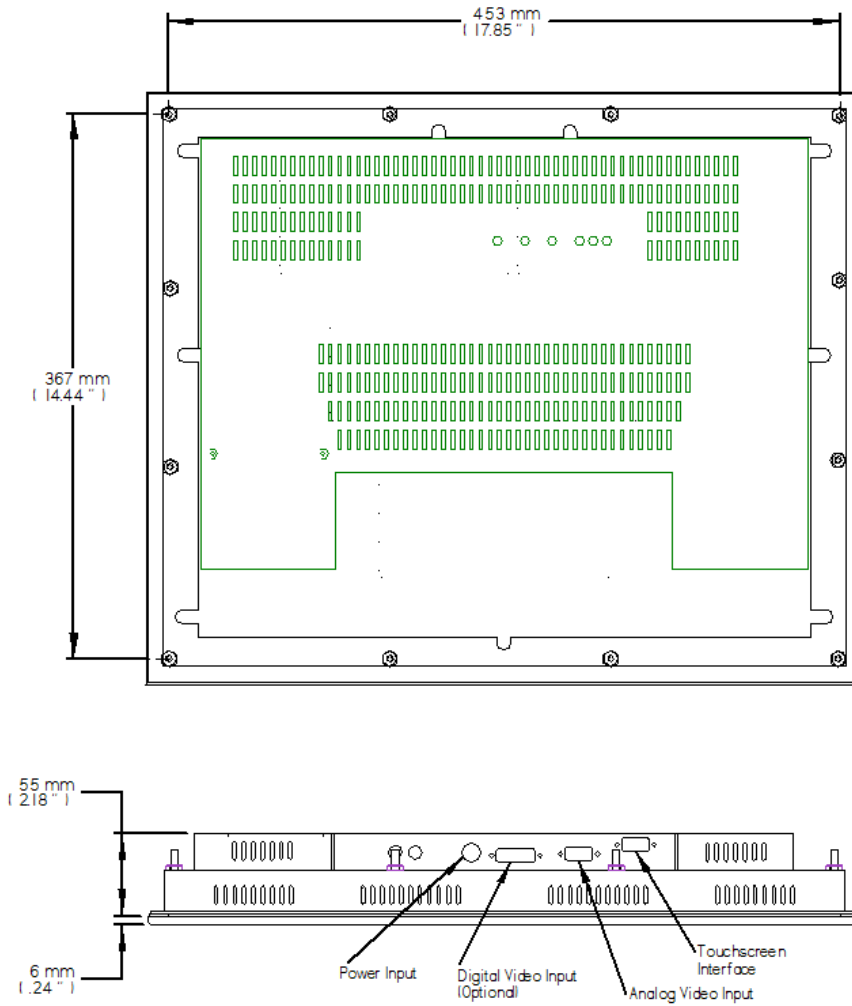 453 mm
( 17.85 " )
367 mm
( 14.44 " )
55 mm
( 2.18 " )
6 mm
( .24 " )
Power Input
Digital Video Input
(Optional)
Analog Video Input
Touchscreen
Interface